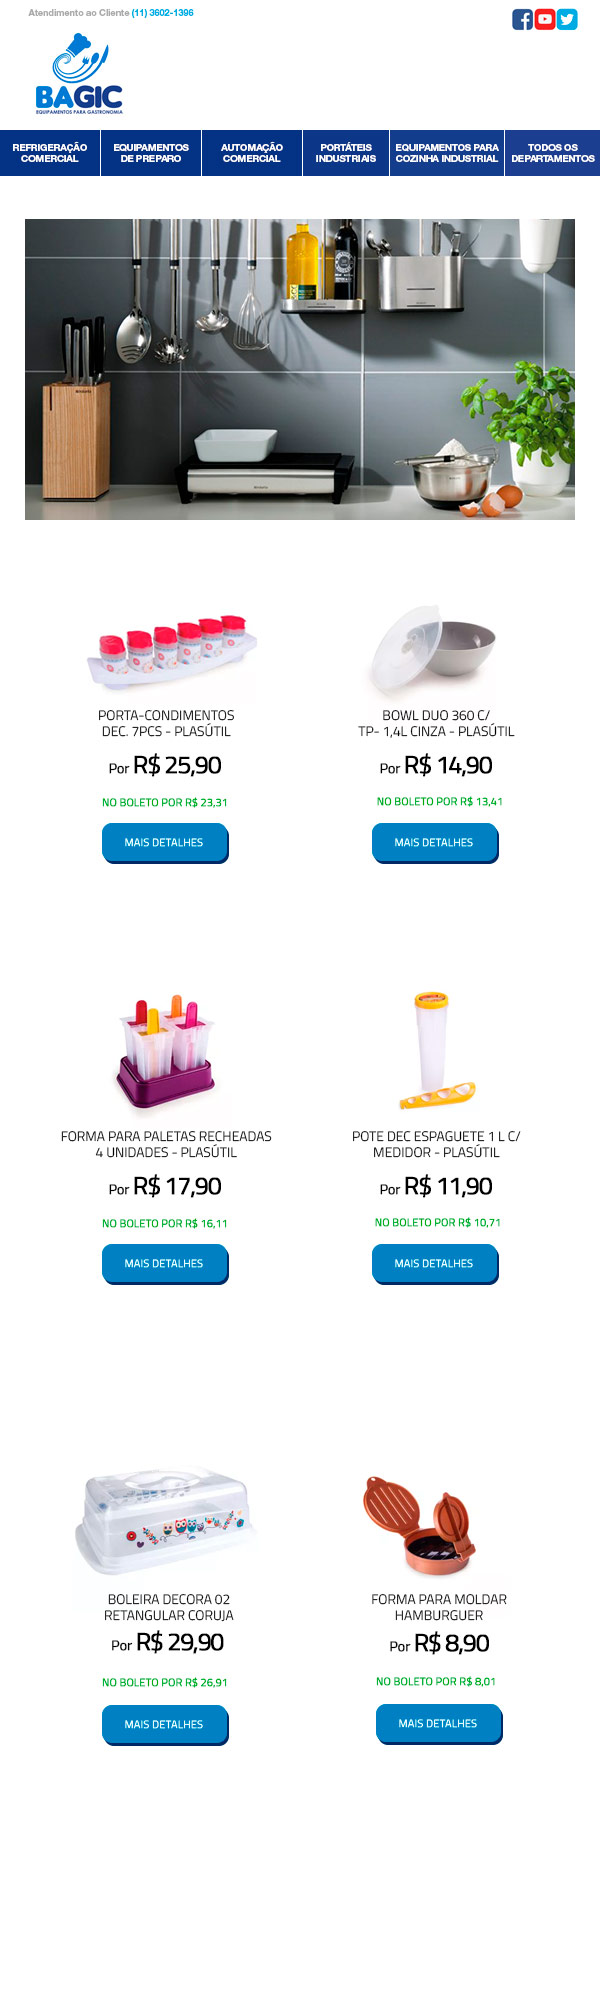 Atendimento ao Cliente (11) 3602-1396
BAGIC
EQUIPAMENTOS PARA GASTRONOMIA
REFRIGERAÇÃO
COMERCIAL
EQUIPAMENTOS
DE PREPARO
AUTOMAÇÃO
COMERCIAL
PORTÁTEIS
INDUSTRIAIS
EQUIPAMENTOS PARA
COZINHA INDUSTRIAL
TODOS OS
DEPARTAMENTOS
PORTA-CONDIMENTOS
DEC. 7PCS - PLASÚTIL
Por R$ 25,90
NO BOLETO POR R$ 23,31
MAIS DETALHES
BOWL DUO 360 C/
TP- 1,4L CINZA - PLASÚTIL
Por R$ 14,90
NO BOLETO POR R$ 13,41
MAIS DETALHES
FORMA PARA PALETAS RECHEADAS
4 UNIDADES - PLASÚTIL
Por R$ 17,90
NO BOLETO POR R$ 16,11
MAIS DETALHES
POTE DEC ESPAGUETE 1 L C/
MEDIDOR - PLASÚTIL
Por R$ 11,90
NO BOLETO POR R$ 10,71
MAIS DETALHES
BOLEIRA DECORA 02
RETANGULAR CORUJA
Por R$ 29,90
NO BOLETO POR R$ 26,91
MAIS DETALHES
FORMA PARA MOLDAR
HAMBURGUER
Por R$ 8,90
NO BOLETO POR R$ 8,01
MAIS DETALHES